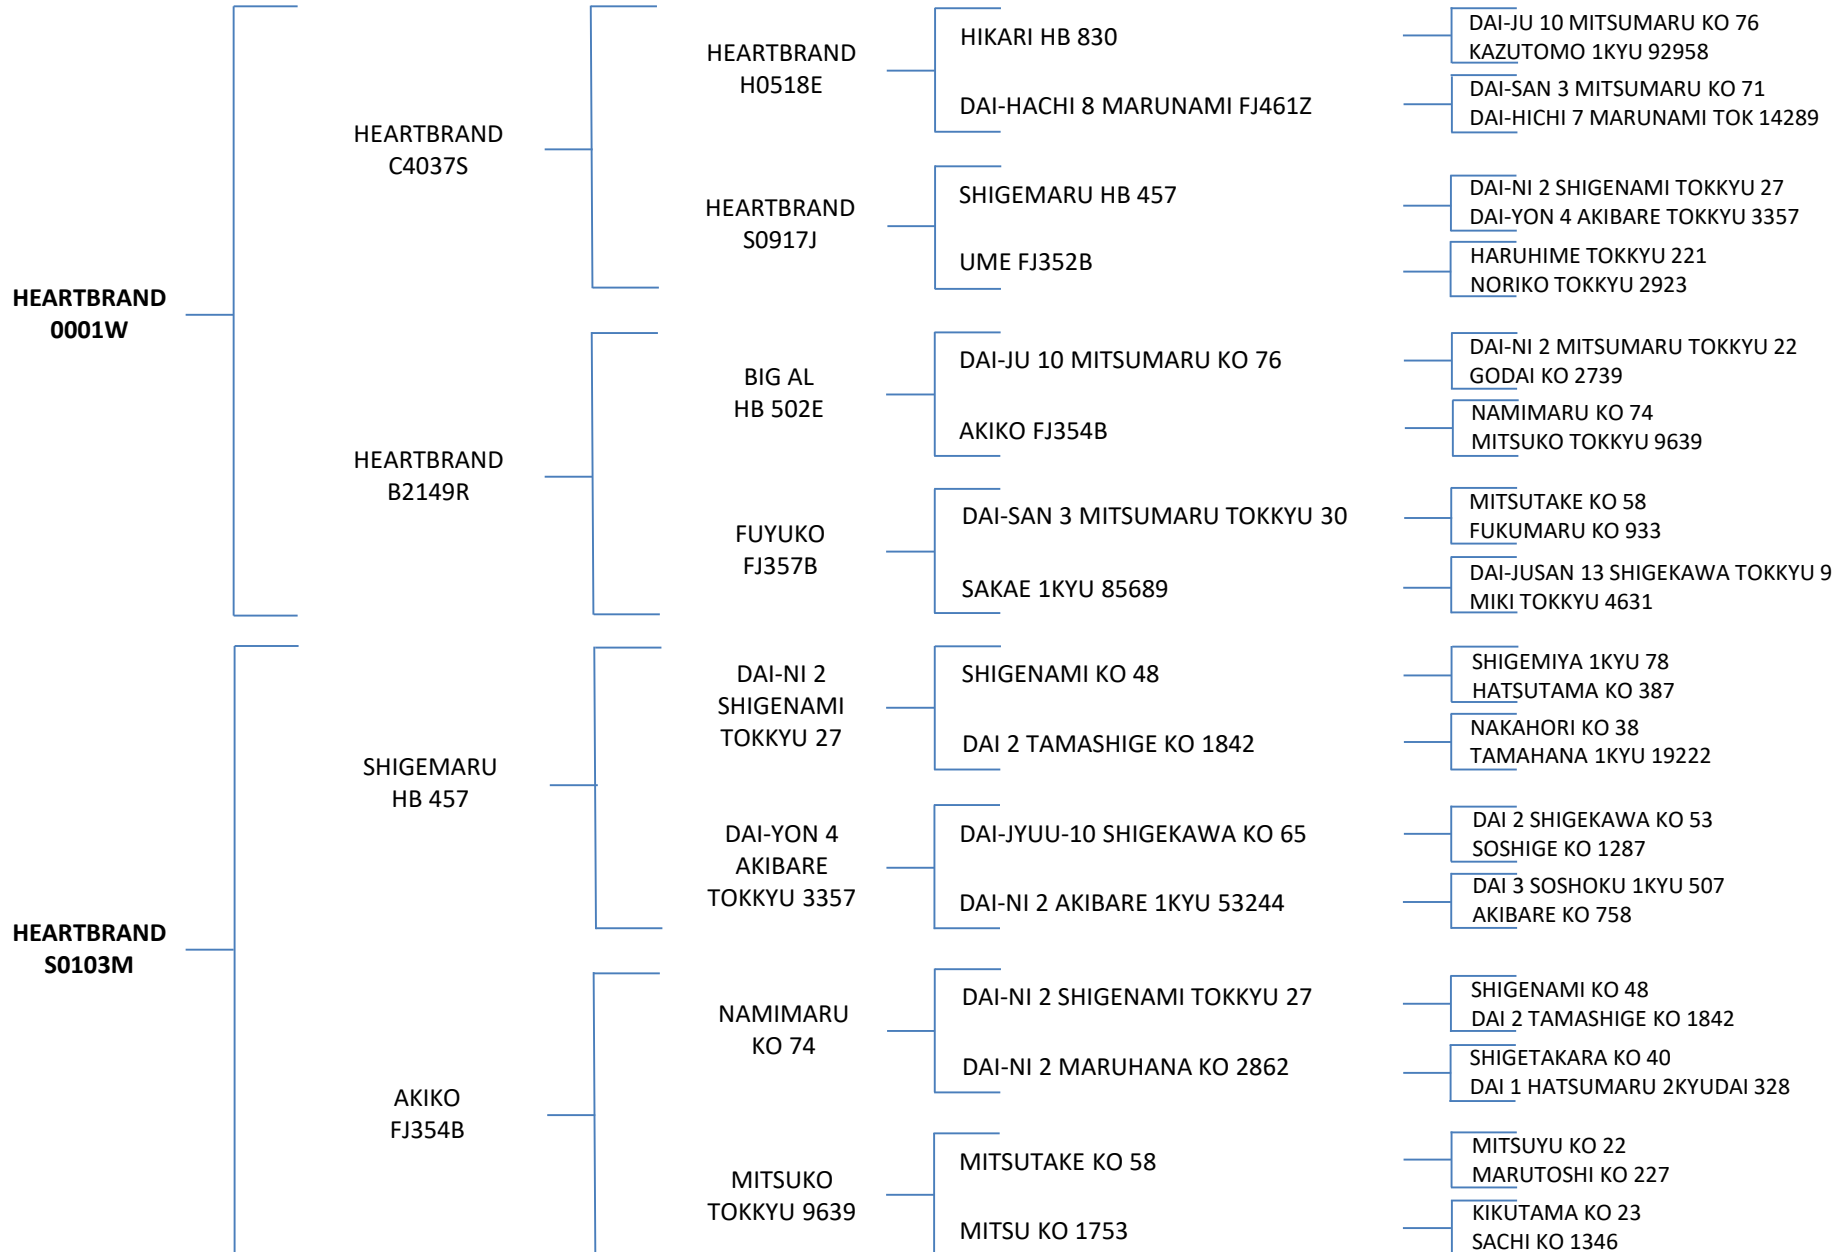 HEARTBRAND
0001W
HEARTBRAND
C4037S
HEARTBRAND
H0518E
HIKARI HB 830
DAI-JU 10 MITSUMARU KO 76
KAZUTOMO 1KYU 92958
DAI-HACHI 8 MARUNAMI FJ461Z
DAI-SAN 3 MITSUMARU KO 71
DAI-HICHI 7 MARUNAMI TOK 14289
HEARTBRAND
S0917J
SHIGEMARU HB 457
DAI-NI 2 SHIGENAMI TOKKYU 27
DAI-YON 4 AKIBARE TOKKYU 3357
UME FJ352B
HARUHIME TOKKYU 221
NORIKO TOKKYU 2923
HEARTBRAND
B2149R
BIG AL
HB 502E
DAI-JU 10 MITSUMARU KO 76
DAI-NI 2 MITSUMARU TOKKYU 22
GODAI KO 2739
AKIKO FJ354B
NAMIMARU KO 74
MITSUKO TOKKYU 9639
FUYUKO
FJ357B
DAI-SAN 3 MITSUMARU TOKKYU 30
MITSUTAKE KO 58
FUKUMARU KO 933
SAKAE 1KYU 85689
DAI-JUSAN 13 SHIGEKAWA TOKKYU 9
MIKI TOKKYU 4631
HEARTBRAND
S0103M
SHIGEMARU
HB 457
DAI-NI 2
SHIGENAMI
TOKKYU 27
SHIGENAMI KO 48
SHIGEMIYA 1KYU 78
HATSUTAMA KO 387
DAI 2 TAMASHIGE KO 1842
NAKAHORI KO 38
TAMAHANA 1KYU 19222
DAI-YON 4
AKIBARE
TOKKYU 3357
DAI-JYUU-10 SHIGEKAWA KO 65
DAI 2 SHIGEKAWA KO 53
SOSHIGE KO 1287
DAI-NI 2 AKIBARE 1KYU 53244
DAI 3 SOSHOKU 1KYU 507
AKIBARE KO 758
AKIKO
FJ354B
NAMIMARU
KO 74
DAI-NI 2 SHIGENAMI TOKKYU 27
SHIGENAMI KO 48
DAI 2 TAMASHIGE KO 1842
DAI-NI 2 MARUHANA KO 2862
SHIGETAKARA KO 40
DAI 1 HATSUMARU 2KYUDAI 328
MITSUKO
TOKKYU 9639
MITSUTAKE KO 58
MITSUYU KO 22
MARUTOSHI KO 227
MITSU KO 1753
KIKUTAMA KO 23
SACHI KO 1346